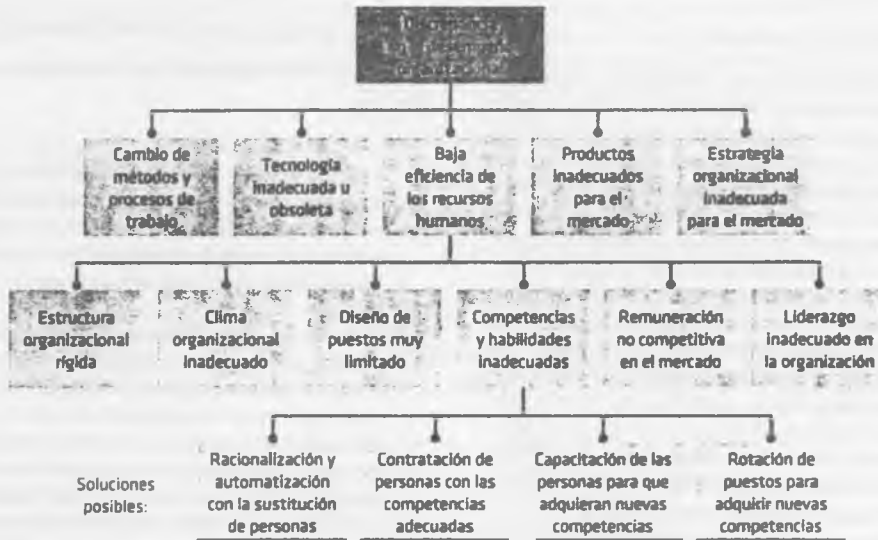 organizacional
Cambio de
métodos y
procesos de
trabajo
Tecnología
inadecuada u
obsoleta
Baja
eficiencia de
los recursos
humanos
Productos
inadecuados
para el
mercado
Estrategia
organizacional
inadecuada
para el mercado
Estructura
organizacional
rígida
Clima
organizacional
inadecuado
Diseño de
puestos muy
limitado
Competencias
y habilidades
inadecuadas
Remuneración
no competitiva
en el mercado
Liderazgo
inadecuado en
la organización
Soluciones
posibles:
Racionalización y
automatización
con la sustitución
de personas
Contratación de
personas con las
competencias
adecuadas
Capacitación de las
personas para que
adquieran nuevas
competencias
Rotación de
puestos para
adquirir nuevas
competencias